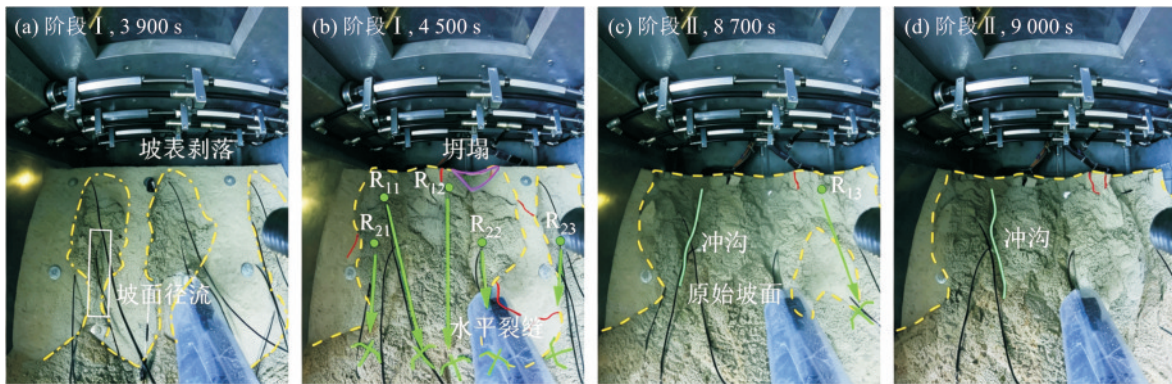 (a) 阶段Ⅰ, 3 900 s
坡表剥落
坡面径流
(b) 阶段Ⅰ, 4 500 s
坍塌
R11
R12
R21
R22
R23
水平裂缝
(c) 阶段Ⅱ, 8 700 s
R13
冲沟
原始坡面
(d) 阶段Ⅱ, 9 000 s
冲沟